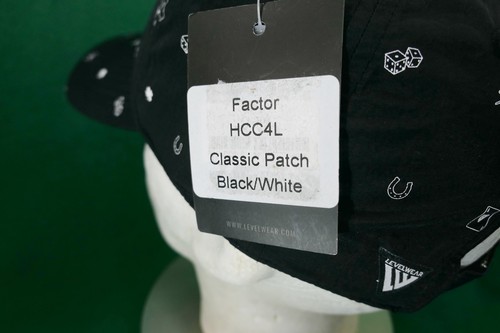 Factor
HCC4L
Classic Patch
Black/White
WWW.LEVELWEAR.COM
LEVELWEAR